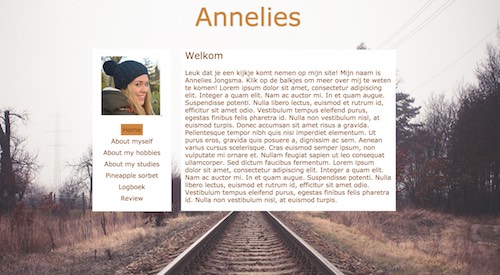 Annelies
Home
About myself
About my hobbies
About my studies
Pineapple sorbet
Logboek
Review
Welkom
Leuk dat je een kijkje komt nemen op mijn site! Mijn naam is
Annelies Jongsma. Klik op de balkjes om meer over mij te weten
te komen! Lorem ipsum dolor sit amet, consectetur adipiscing
elit. Integer a quam elit. Nam ac auctor mi. In et quam augue.
Suspendisse potenti. Nulla libero lectus, euismod et rutrum id,
efficitur sit amet odio. Vestibulum tempus eleifend purus,
egestas finibus felis pharetra id. Nulla non vestibulum nisl, at
euismod turpis. Donec accumsan sit amet risus a gravida.
Pellentesque tempor nibh quis nisi imperdiet elementum. Ut
purus eros, gravida quis posuere a, dignissim ac sem. Aenean
varius cursus scelerisque. Cras euismod semper ipsum, non
vulputate mi ornare et. Nullam feugiat sapien ut leo consequat
ullamcorper. Sed dictum faucibus fermentum. Lorem ipsum
dolor sit amet, consectetur adipiscing elit. Integer a quam elit.
Nam ac auctor mi. In et quam augue. Suspendisse potenti. Nulla
libero lectus, euismod et rutrum id, efficitur sit amet odio.
Vestibulum tempus eleifend purus, egestas finibus felis pharetra
id. Nulla non vestibulum nisl, at euismod turpis.